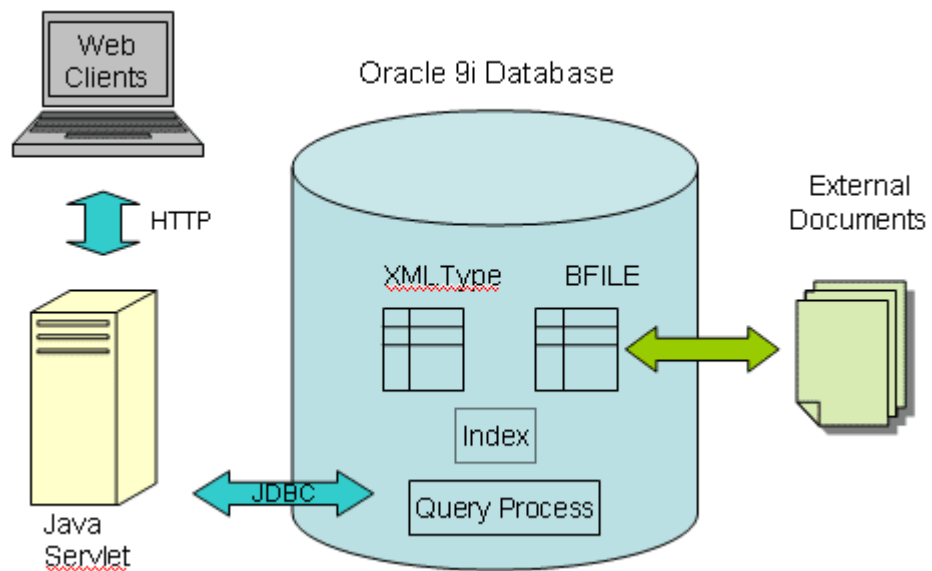 Web
Clients
Oracle 9i Database
HTTP
External
Documents
XMLType
BFILE
Index
JDBC
Query Process
Java
Servlet